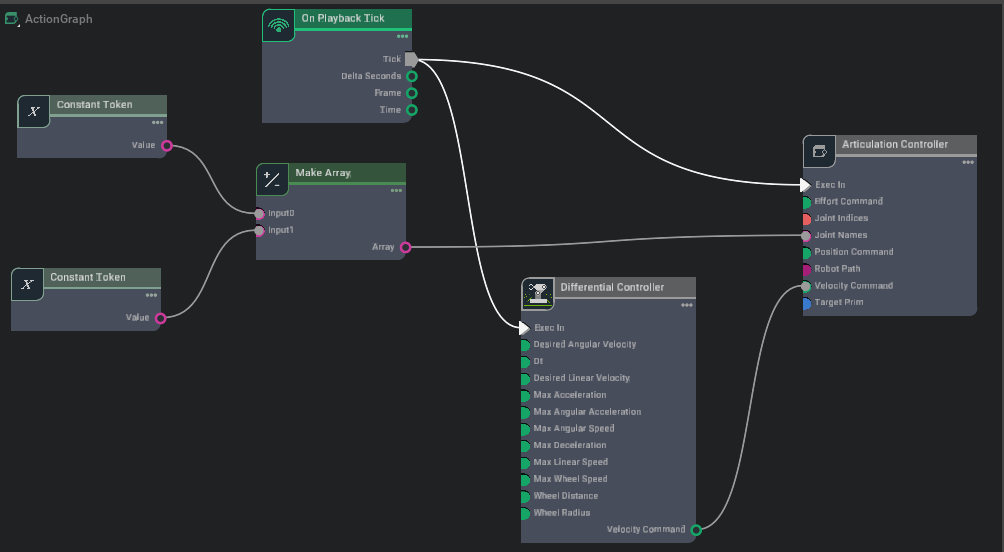 ActionGraph
On Playback Tick
Tick
Delta Seconds
Frame
Time
Constant Token
Value
Make Array
Input0
Input1
Array
Constant Token
Value
Articulation Controller
Exec In
Effort Command
Joint Indices
Joint Names
Position Command
Robot Path
Velocity Command
Target Prim
Differential Controller
Exec In
Desired Angular Velocity
Dt
Desired Linear Velocity
Max Acceleration
Max Angular Acceleration
Max Angular Speed
Max Deceleration
Max Linear Speed
Max Wheel Speed
Wheel Distance
Wheel Radius
Velocity Command